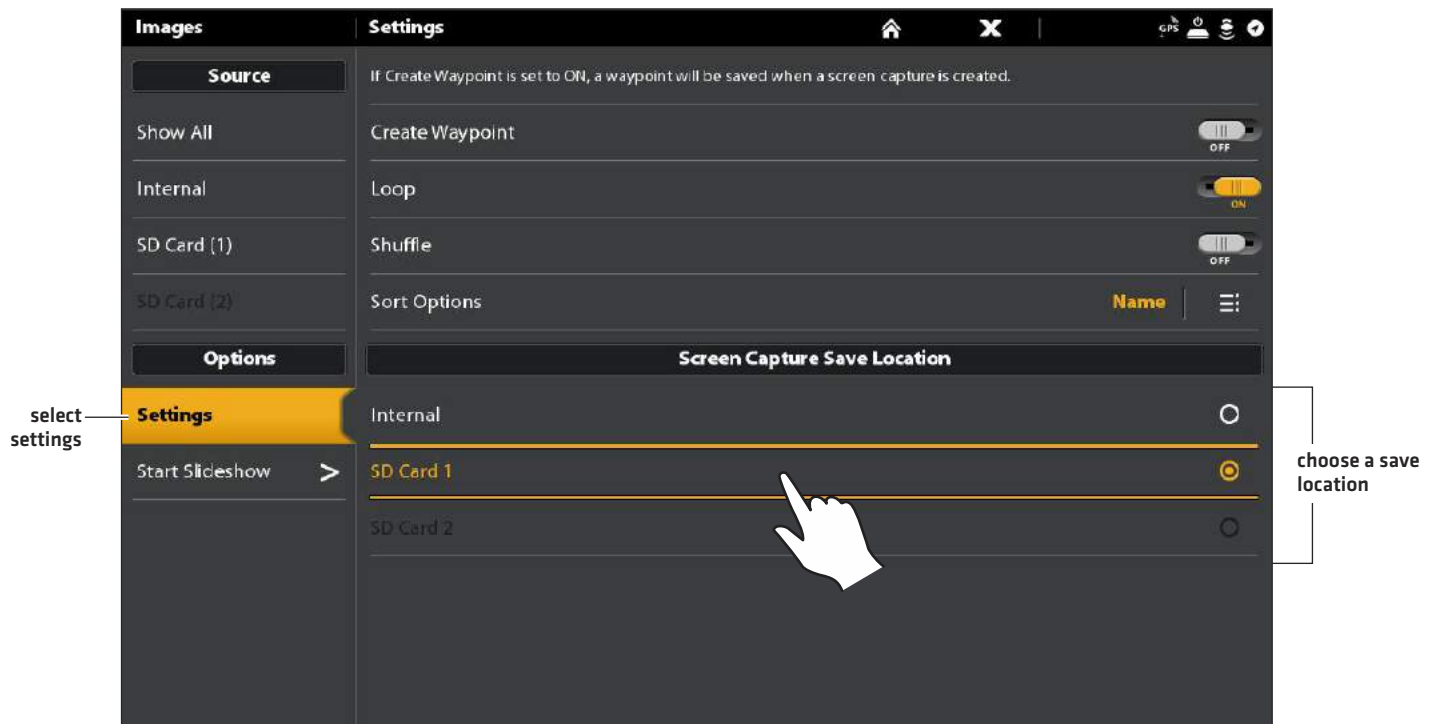 Images
Settings
GPS
Source
If Create Waypoint is set to ON, a waypoint will be saved when a screen capture is created.
Show All
Create Waypoint
OFF
Internal
Loop
ON
SD Card (1)
Shuffle
OFF
SD Card (2)
Sort Options
Name
Options
Screen Capture Save Location
select
settings
Settings
Internal
Start Slideshow >
SD Card 1
SD Card 2
choose a save
location